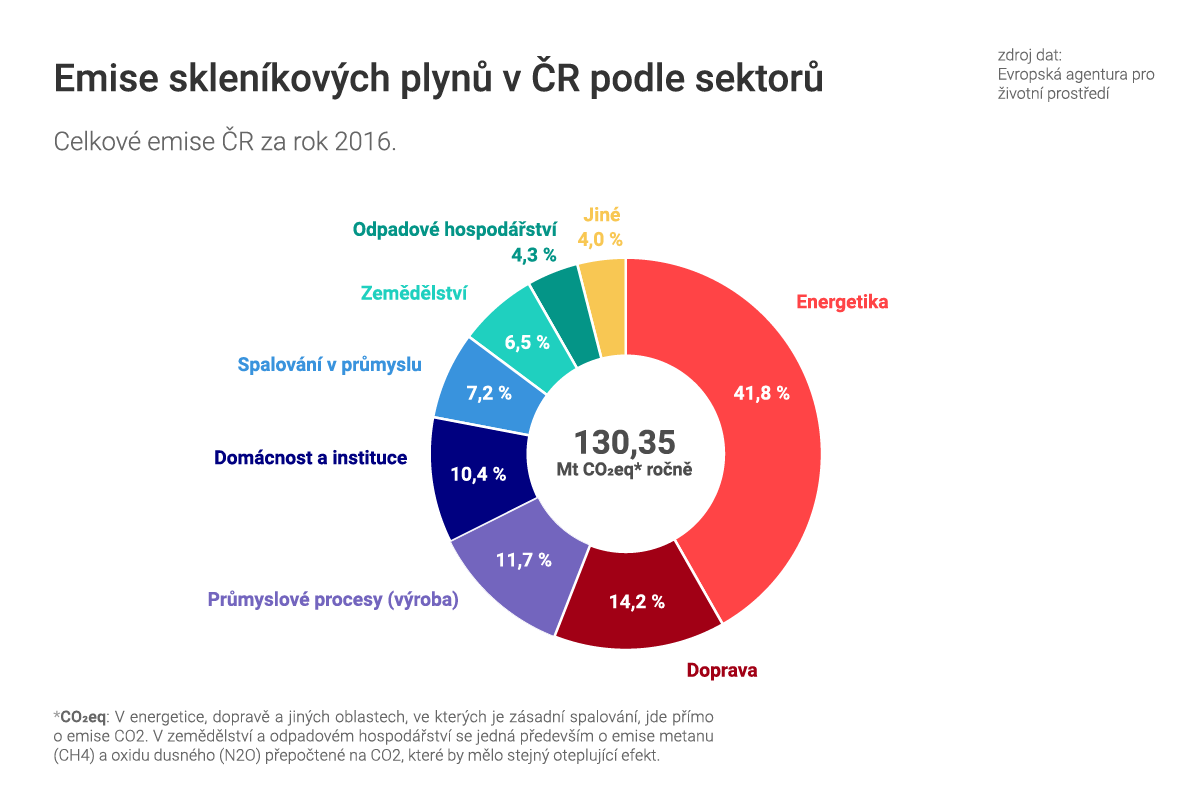 Emise skleníkových plynů v ČR podle sektorů
Celkové emise ČR za rok 2016.
zdroj dat:
Evropská agentura pro
životní prostředí
Jiné
4,0 %
Odpadové hospodářství
4,3 %
Zemědělství
6,5 %
Energetika
41,8 %
Spalování v průmyslu
7,2 %
130,35
Mt CO₂eq* ročně
Domácnost a instituce
10,4 %
11,7 %
Průmyslové procesy (výroba)
14,2 %
Doprava
*CO₂eq: V energetice, dopravě a jiných oblastech, ve kterých je zásadní spalování, jde přímo
o emise CO2. V zemědělství a odpadovém hospodářství se jedná především o emise metanu
(CH4) a oxidu dusného (N2O) přepočtené na CO2, které by mělo stejný oteplující efekt.